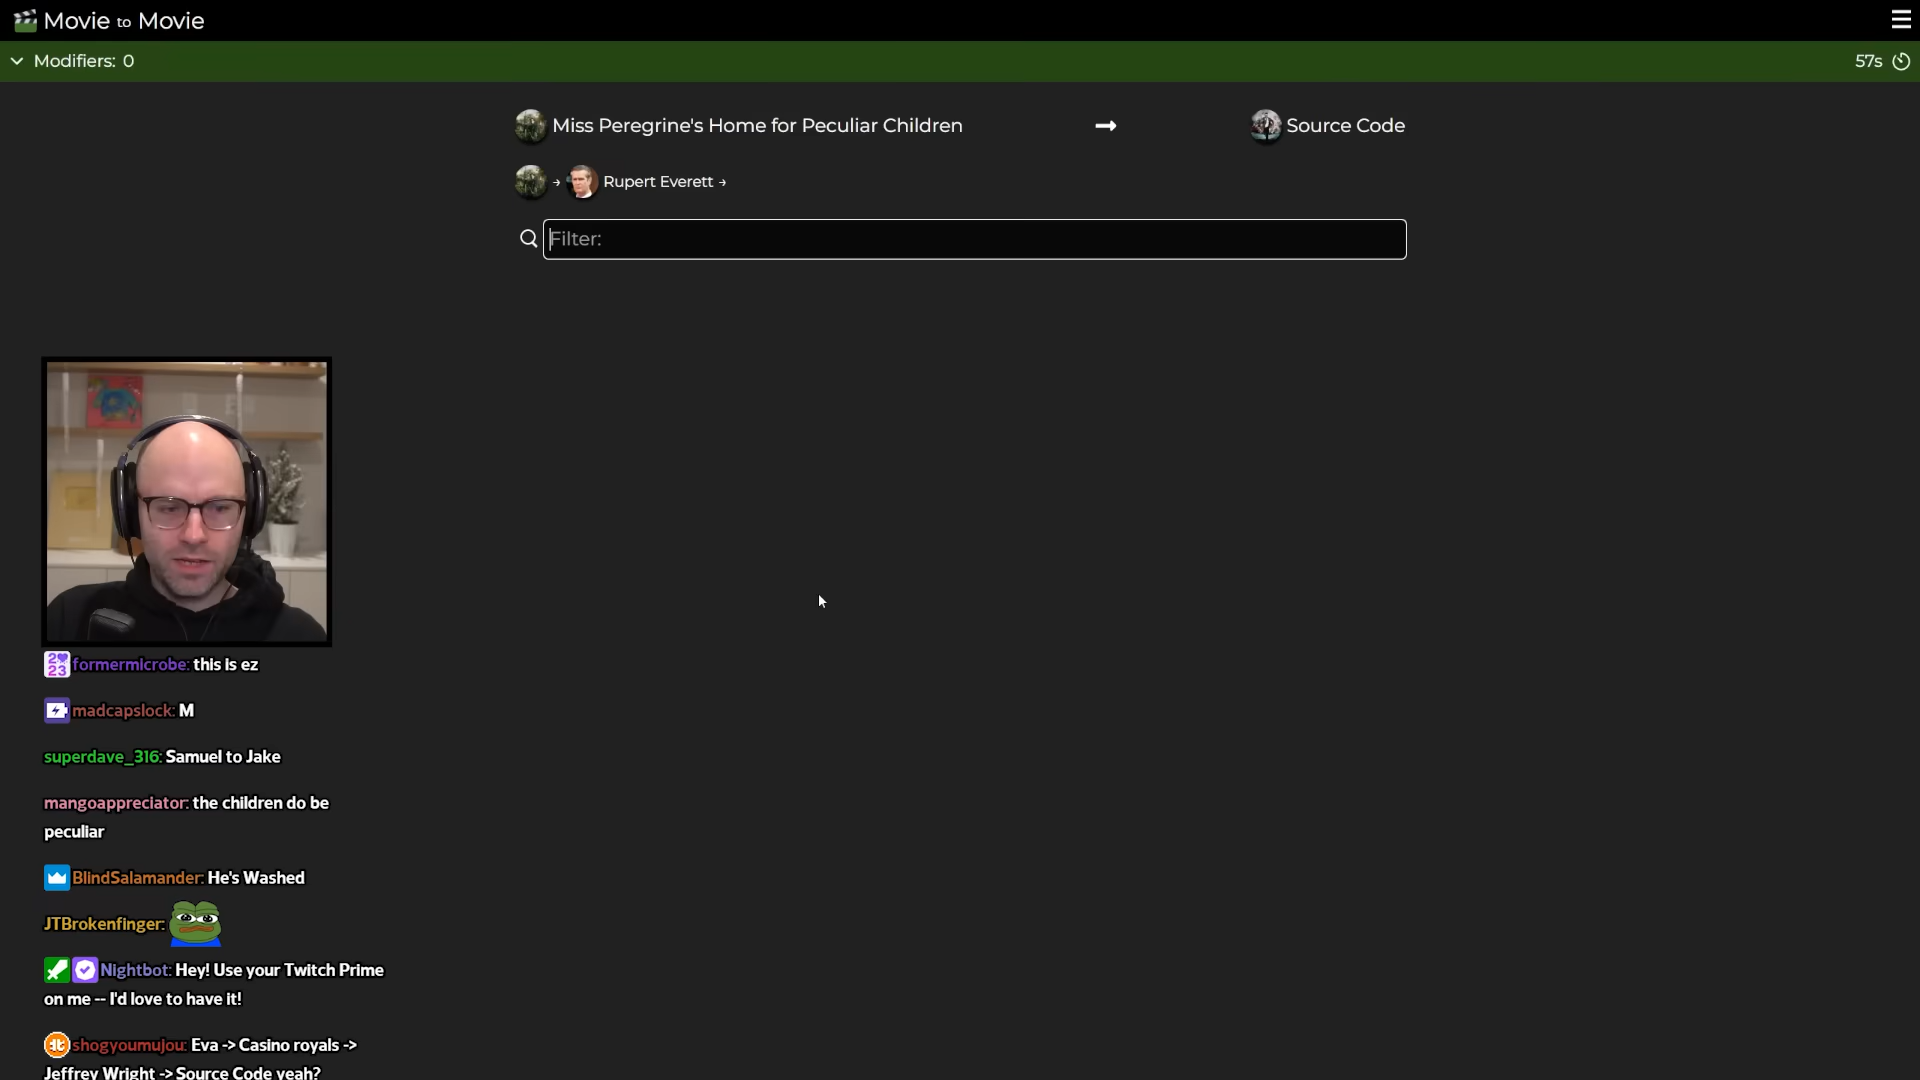 Movie to Movie
Modifiers: 0
57s
Miss Peregrine's Home for Peculiar Children → Source Code
→ Rupert Everett →
Filter:
2 23 formermicrobe: this is ez
madcapslock: M
superdave_316: Samuel to Jake
mangoappreciator: the children do be
peculiar
BlindSalamander: He's Washed
JTBrokenfinger:
Nightbot: Hey! Use your Twitch Prime
on me -- I'd love to have it!
shogyoumujou: Eva -> Casino royals ->
Jeffrey Wright -> Source Code yeah?